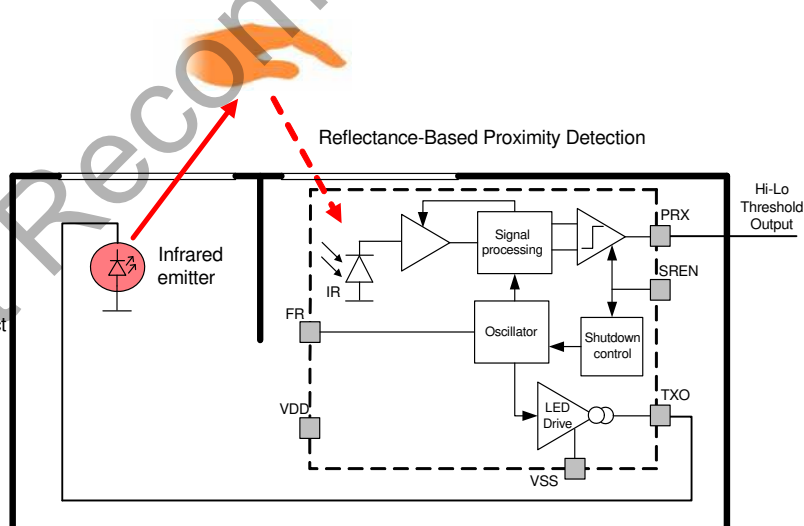 Recom
Reflectance-Based Proximity Detection
Hi-Lo
Threshold
Output
PRX
Signal
processing
Infrared
emitter
IR
SREN
FR
Oscillator
Shutdown
control
VDD
TXO
LED
Drive
VSS